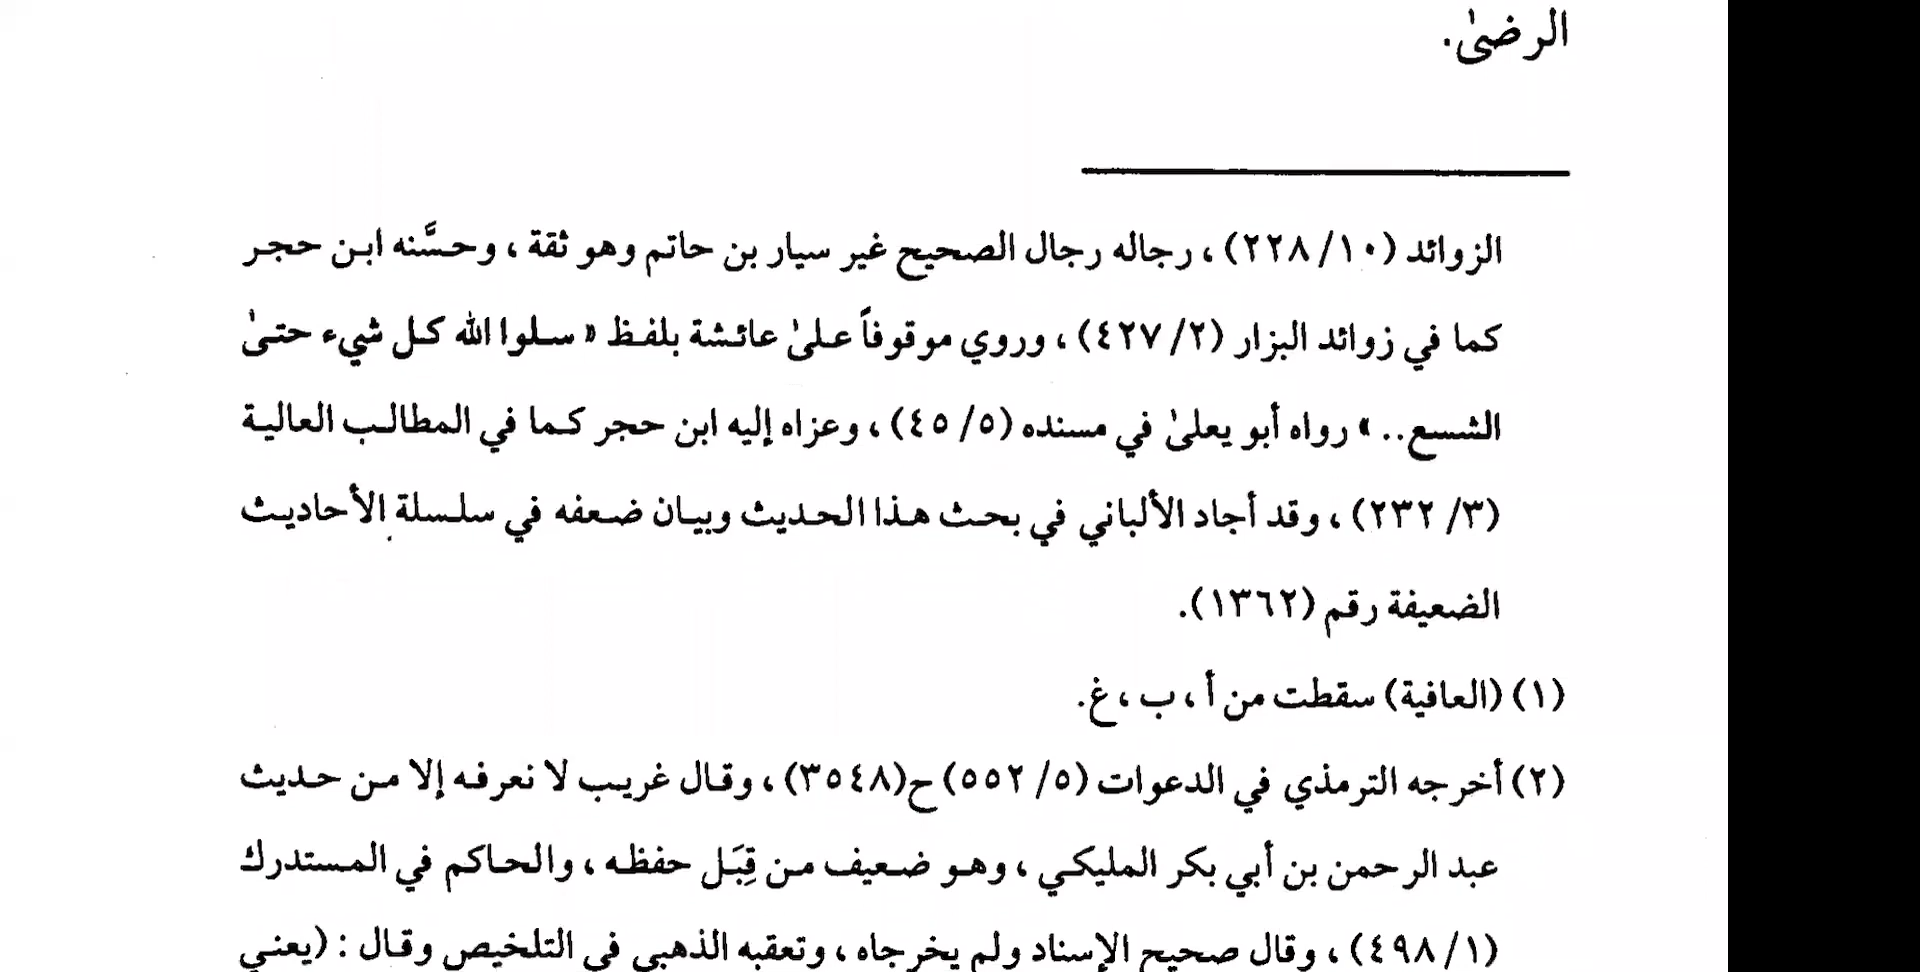 الرضىٰ.
الزوائد (١٠/ ٢٢٨)، رجاله رجال الصحيح غير سيار بن حاتم وهو ثقة، وحسَّنه ابن حجر
كما في زوائد البزار (٢/ ٤٢٧)، وروي موقوفاً علىٰ عائشة بلفظ « سلوا الله كل شيء حتىٰ
الشسع.. » رواه أبو يعلىٰ في مسنده (٥/ ٤٥)، وعزاه إليه ابن حجر كما في المطالب العالية
(٣/ ٢٣٢)، وقد أجاد الألباني في بحث هذا الحديث وبيان ضعفه في سلسلة الأحاديث
الضعيفة رقم (١٣٦٢).
(١) (العافية) سقطت من أ، ب، غ.
(٢) أخرجه الترمذي في الدعوات (٥/ ٥٥٢) ح(٣٥٤٨)، وقال غريب لا نعرفه إلا من حديث
عبد الرحمن بن أبي بكر المليكي، وهو ضعيف من قِبَل حفظه، والحاكم في المستدرك
(١/ ٤٩٨)، وقال صحيح الإسناد ولم يخرجاه، وتعقبه الذهبي في التلخيص وقال: (يعني